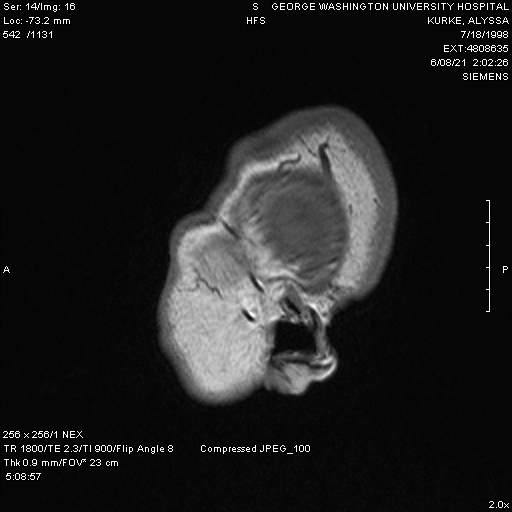 Ser: 14/Img: 16
Loc: -73.2 mm
542 /1131
S
HFS
GEORGE WASHINGTON UNIVERSITY HOSPITAL
KURKE, ALYSSA
7/18/1998
EXT:4808635
6/08/21 2:02:26
SIEMENS
A
P
256 x 256/1 NEX
TR 1800/TE 2.3/TI 900/Flip Angle 8
Compressed JPEG_100
Thk 0.9 mm/FOV* 23 cm
5:08:57
2.0x